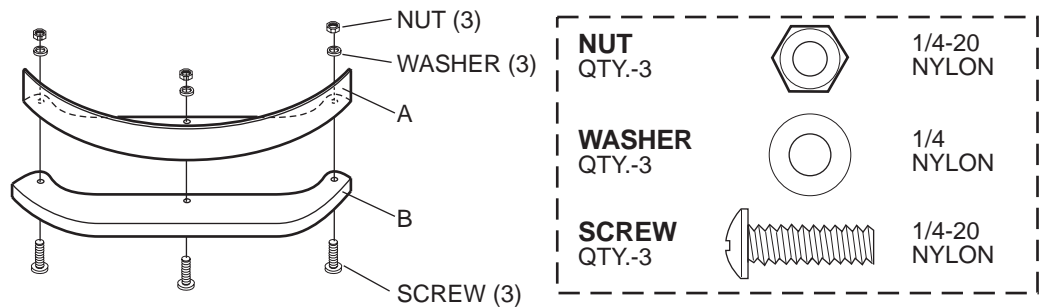 NUT (3)
WASHER (3)
A
B
SCREW (3)
NUT
QTY.-3
1/4-20
NYLON
WASHER
QTY.-3
1/4
NYLON
SCREW
QTY.-3
1/4-20
NYLON